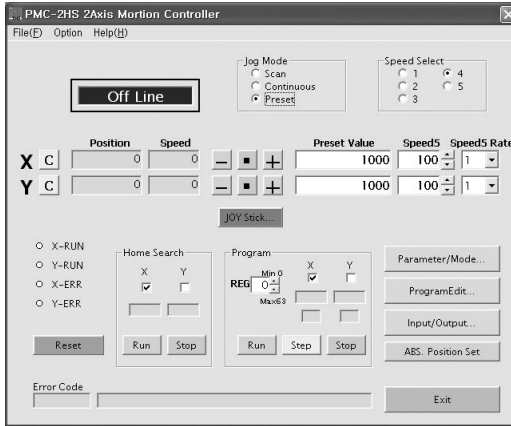 PMC-2HS 2Axis Mortion Controller
File(F) Option Help(H)
Jog Mode
Scan
Continuous
Preset
Speed Select
1 4
2 5
3
Off Line
Position Speed Preset Value Speed5 Speed5 Rate
X C 0 0 1000 100 1
Y C 0 0 1000 100 1
JOY Stick...
X-RUN
Y-RUN
X-ERR
Y-ERR
Reset
Home Search
X Y
Run Stop
Program
REG Min 0 0 Max63
X Y
Run Step Stop
Parameter/Mode...
ProgramEdit...
Input/Output...
ABS. Position Set
Error Code
Exit